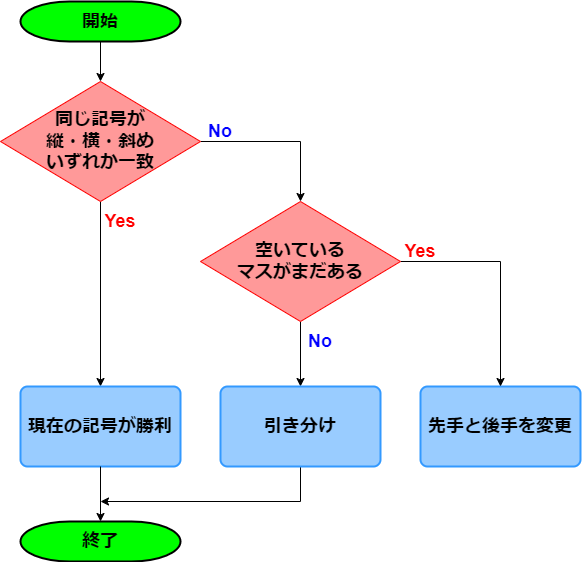 開始
同じ記号が
縦・横・斜め
いずれか一致
No
Yes
空いている
マスがまだある
Yes
No
現在の記号が勝利
引き分け
先手と後手を変更
終了